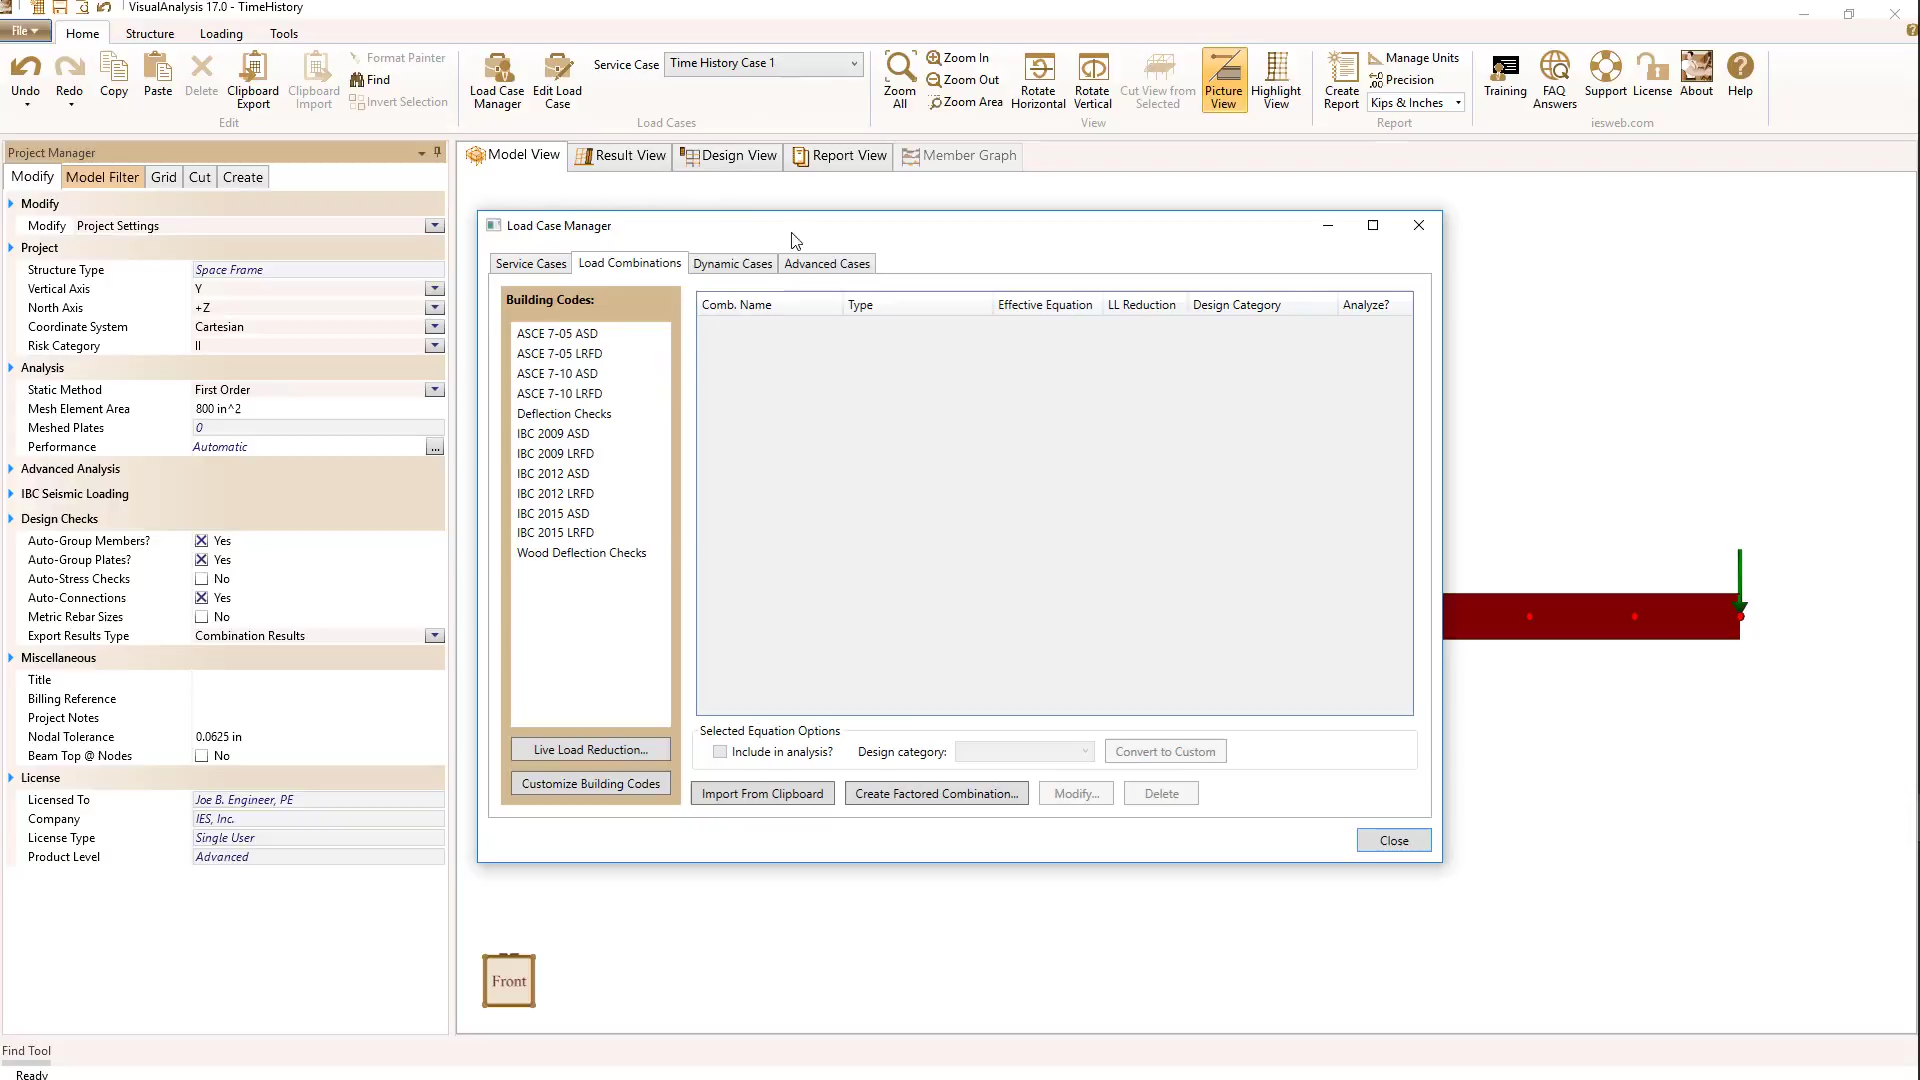 VisualAnalysis 17.0 - TimeHistory
File
Home
Structure
Loading
Tools
Undo
Redo
Copy
Paste
Delete
Clipboard Export
Clipboard Import
Format Painter
Find
Invert Selection
Edit
Load Case Manager
Edit Load Case
Service Case
Time History Case 1
Load Cases
Zoom All
Zoom In
Zoom Out
Zoom Area
Rotate Horizontal
Rotate Vertical
Cut View from Selected
Picture View
Highlight View
View
Create Report
Manage Units
.00 Precision
Kips & Inches
Report
Training
FAQ Answers
Support
License
About
Help
iesweb.com
Project Manager
Modify
Model Filter
Grid
Cut
Create
Modify
Modify Project Settings
Project
Structure Type Space Frame
Vertical Axis Y
North Axis +Z
Coordinate System Cartesian
Risk Category II
Analysis
Static Method First Order
Mesh Element Area 800 in^2
Meshed Plates 0
Performance Automatic ...
Advanced Analysis
IBC Seismic Loading
Design Checks
Auto-Group Members? Yes
Auto-Group Plates? Yes
Auto-Stress Checks No
Auto-Connections Yes
Metric Rebar Sizes No
Export Results Type Combination Results
Miscellaneous
Title
Billing Reference
Project Notes
Nodal Tolerance 0.0625 in
Beam Top @ Nodes No
License
Licensed To Joe B. Engineer, PE
Company IES, Inc.
License Type Single User
Product Level Advanced
Find Tool
Ready
Model View
Result View
Design View
Report View
Member Graph
Load Case Manager
Service Cases
Load Combinations
Dynamic Cases
Advanced Cases
Building Codes:
ASCE 7-05 ASD
ASCE 7-05 LRFD
ASCE 7-10 ASD
ASCE 7-10 LRFD
Deflection Checks
IBC 2009 ASD
IBC 2009 LRFD
IBC 2012 ASD
IBC 2012 LRFD
IBC 2015 ASD
IBC 2015 LRFD
Wood Deflection Checks
Live Load Reduction...
Customize Building Codes
Comb. Name
Type
Effective Equation
LL Reduction
Design Category
Analyze?
Selected Equation Options
Include in analysis?
Design category:
Convert to Custom
Import From Clipboard
Create Factored Combination...
Modify...
Delete
Close
Front